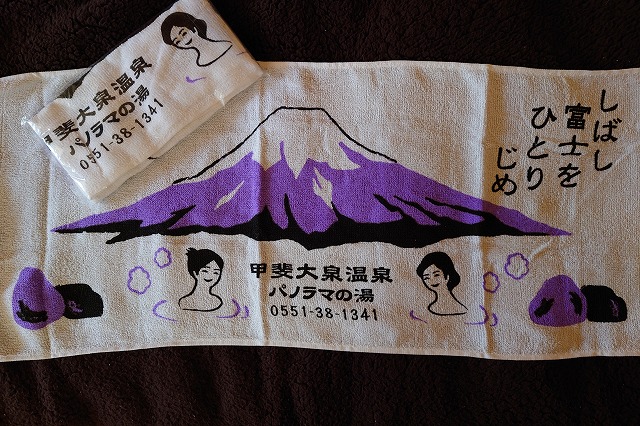 甲斐大泉温泉
パノラマの湯
0551-38-1341
しばし
富士を
ひとり
じめ
甲斐大泉温泉
パノラマの湯
0551-38-1341